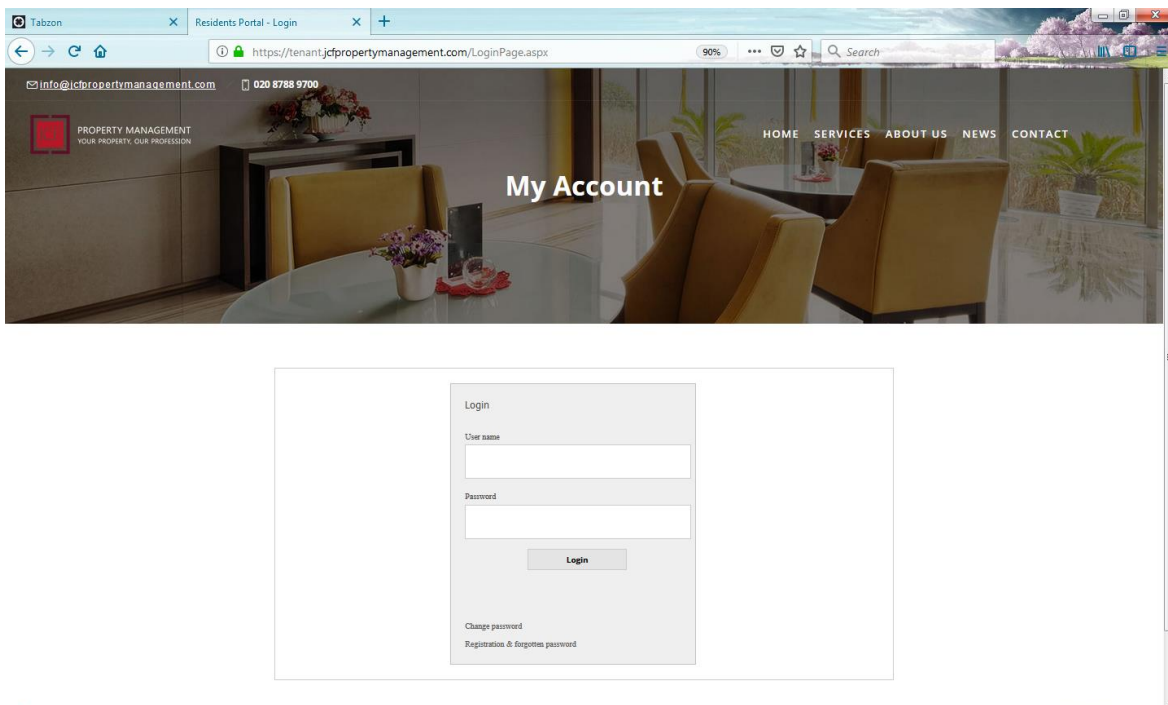 Tabzon
Residents Portal - Login
https://tenant.jcfpropertymanagement.com/LoginPage.aspx
90%
Search
info@jcfpropertymanagement.com
020 8788 9700
PROPERTY MANAGEMENT
YOUR PROPERTY, OUR PROFESSION
HOME SERVICES ABOUT US NEWS CONTACT
My Account
Login
User name
Password
Login
Change password
Registration & forgotten password